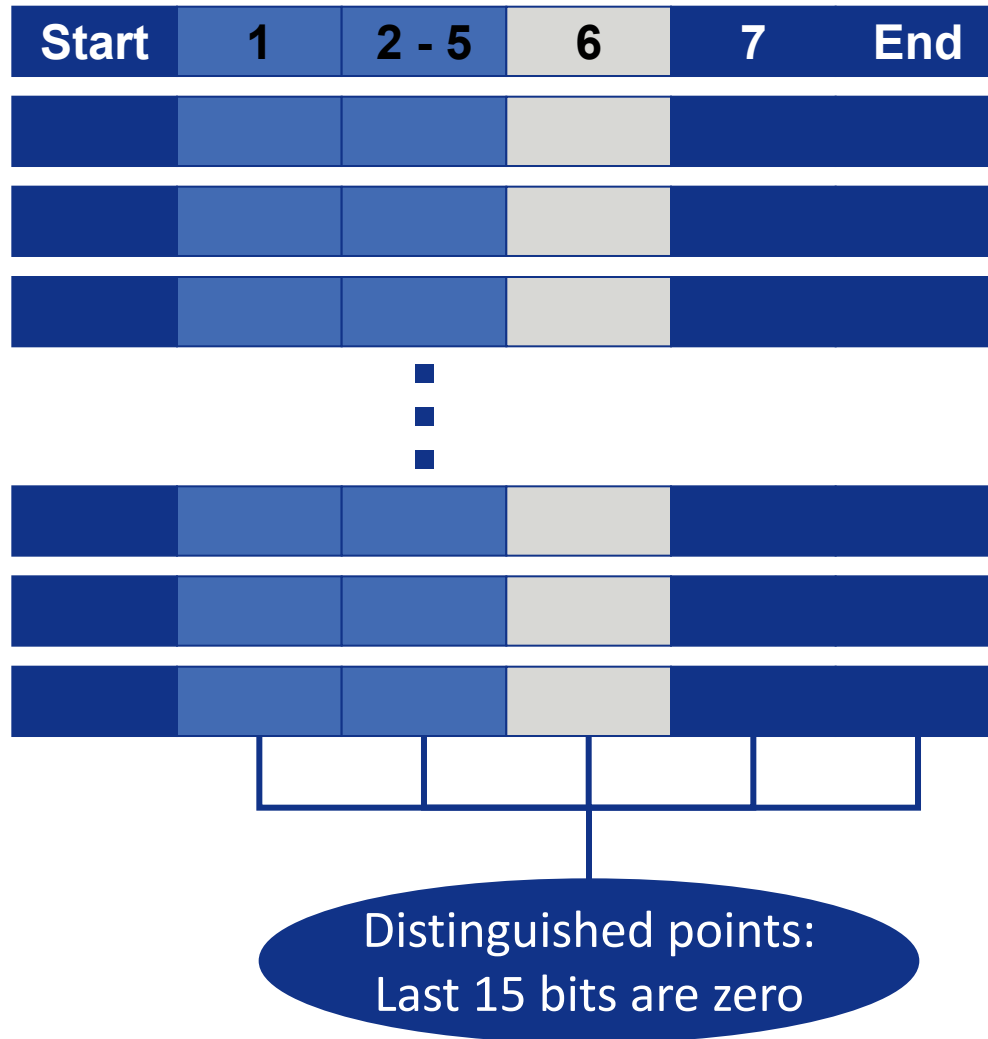 Start 1 2 - 5 6 7 End
Distinguished points:
Last 15 bits are zero